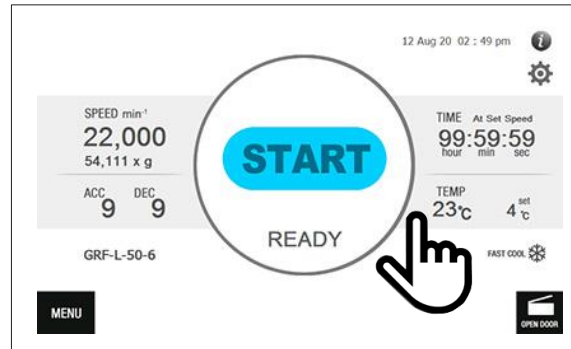 12 Aug 20 02 : 49 pm
i
SPEED min⁻¹
22,000
54,111 x g
ACC 9 DEC 9
GRF-L-50-6
MENU
START
READY
TIME At Set Speed
99:59:59
hour min sec
TEMP
23°C 4 set °C
FAST COOL
OPEN DOOR